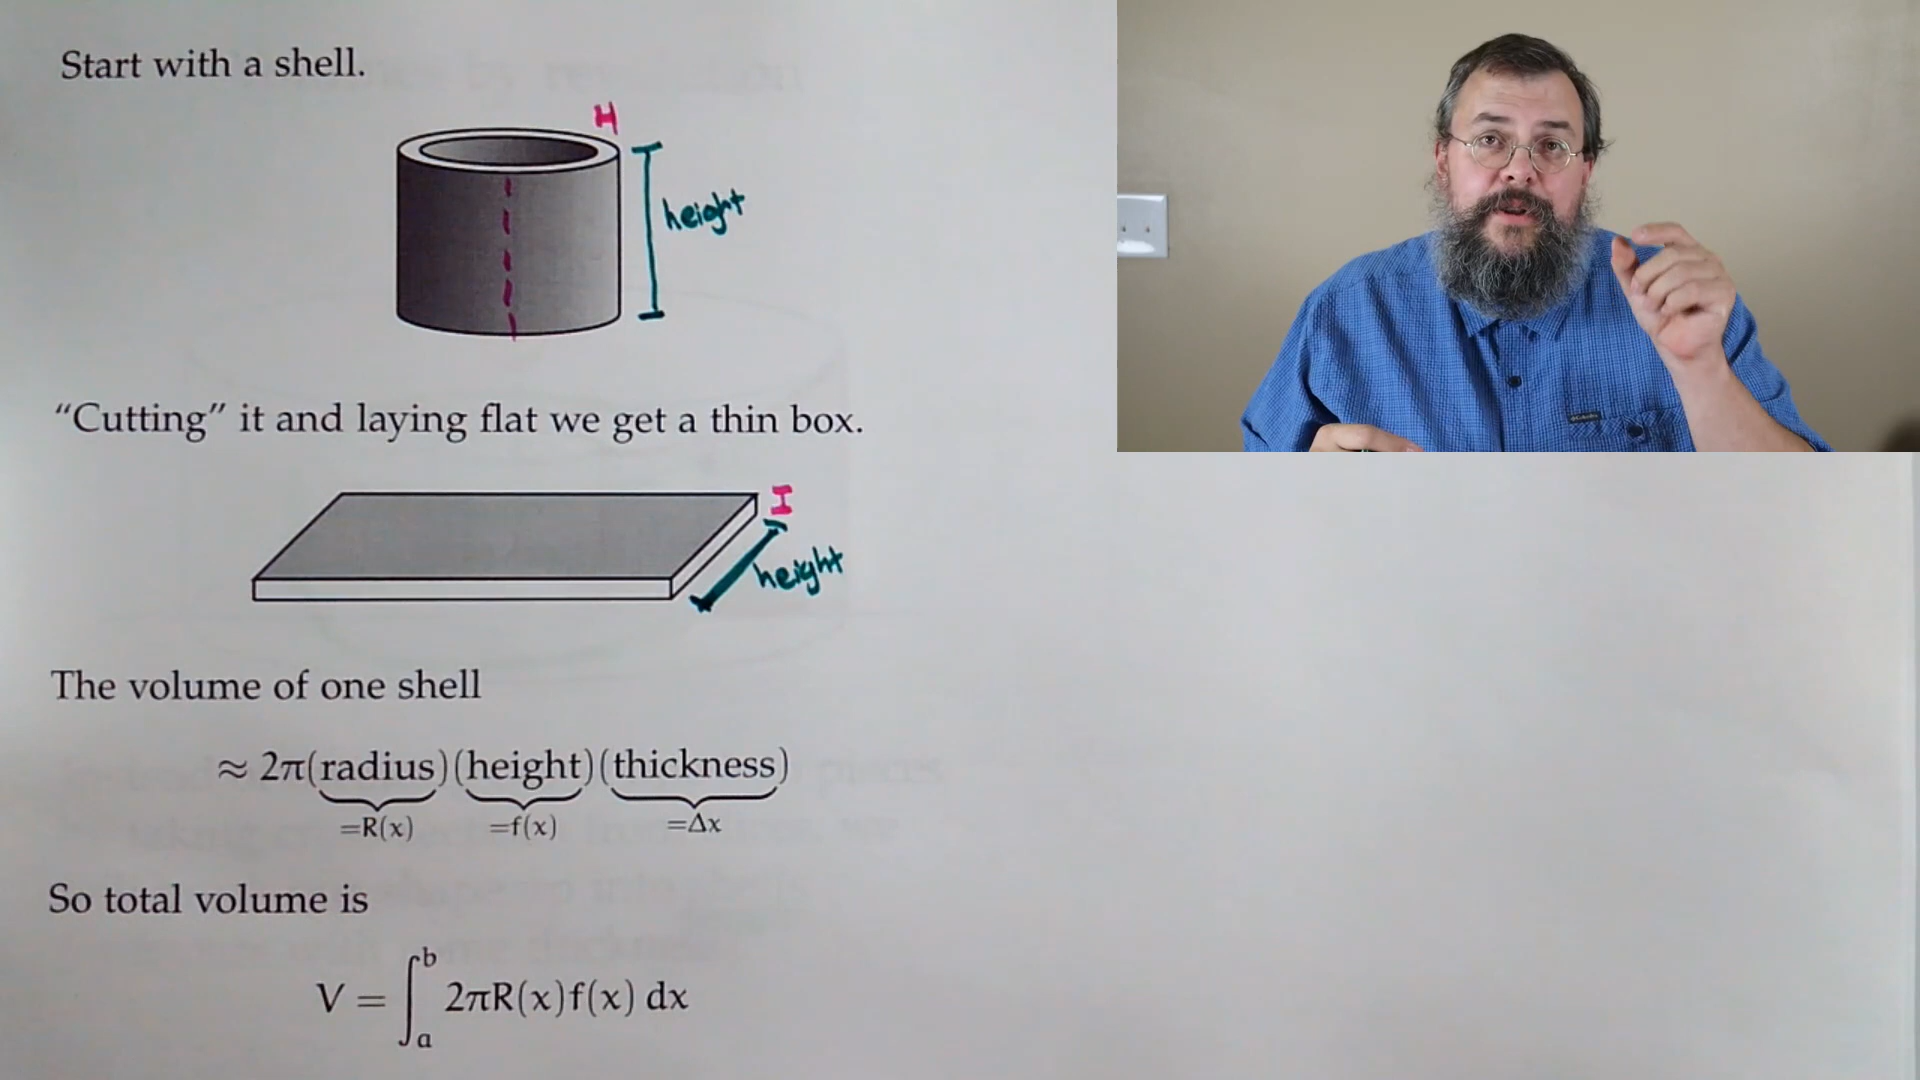 Start with a shell.
height
“Cutting” it and laying flat we get a thin box.
height
The volume of one shell
≈ 2π(radius)(height)(thickness)
=R(x) =f(x) =Δx
So total volume is
V = ∫_a^b 2πR(x)f(x) dx